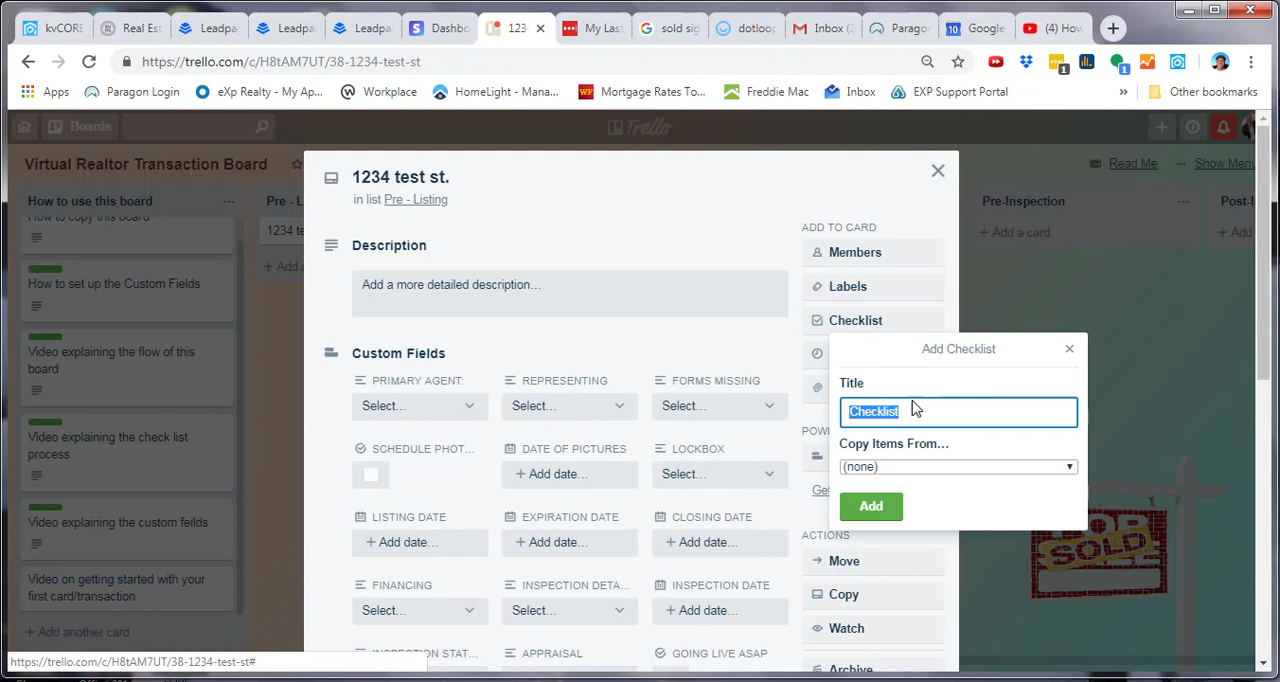 kvCORE
Real Est
Leadpa
Leadpa
Leadpa
Dashbo
123
My Last
sold sig
dotloop
Inbox (2
Parago
Google
(4) How
https://trello.com/c/H8tAM7UT/38-1234-test-st
1
1
Apps
Paragon Login
eXp Realty - My Ap...
Workplace
HomeLight - Mana...
Mortgage Rates To...
Freddie Mac
Inbox
EXP Support Portal
»
Other bookmarks
Boards
Trello
Virtual Realtor Transaction Board
Read Me
Show Menu
How to use this board
How to copy this board
How to set up the Custom Fields
Video explaining the flow of this
board
Video explaining the check list
process
Video explaining the custom feilds
Video on getting started with your
first card/transaction
+ Add another card
Pre - L
1234 te
+ Add a
1234 test st.
in list Pre - Listing
Description
Add a more detailed description...
Custom Fields
PRIMARY AGENT:
REPRESENTING
FORMS MISSING
Select...
Select...
Select...
SCHEDULE PHOT...
DATE OF PICTURES
LOCKBOX
+ Add date...
Select...
LISTING DATE
EXPIRATION DATE
CLOSING DATE
+ Add date...
+ Add date...
+ Add date...
FINANCING
INSPECTION DETA...
INSPECTION DATE
Select...
Select...
+ Add date...
INSPECTION STAT...
APPRAISAL
GOING LIVE ASAP
ADD TO CARD
Members
Labels
Checklist
POW
Get
ACTIONS
Move
Copy
Watch
Archive
Add Checklist
Title
Checklist
Copy Items From...
(none)
Add
Pre-Inspection
+ Add a card
Post-I
+ Add
FOR
SOLD
https://trello.com/c/H8tAM7UT/38-1234-test-st#